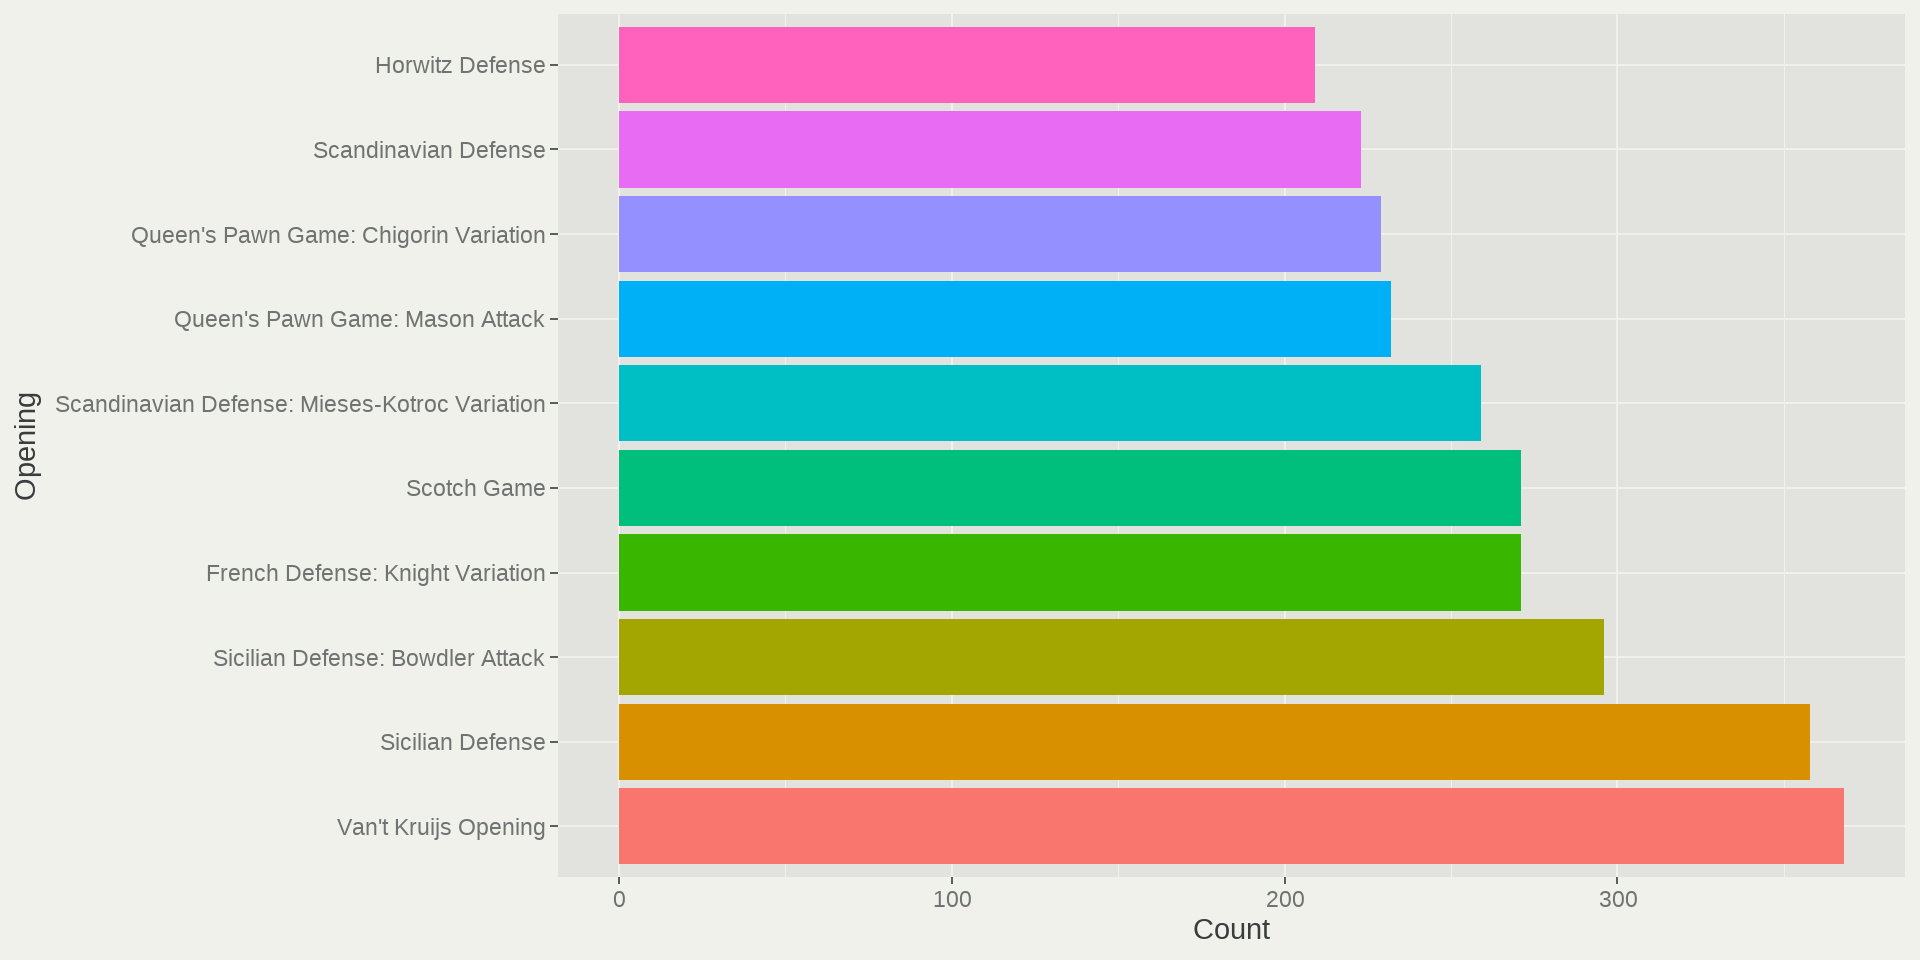 Horwitz Defense
Scandinavian Defense
Queen's Pawn Game: Chigorin Variation
Queen's Pawn Game: Mason Attack
Scandinavian Defense: Mieses-Kotroc Variation
Scotch Game
French Defense: Knight Variation
Sicilian Defense: Bowdler Attack
Sicilian Defense
Van't Kruijs Opening
Opening
0 100 200 300
Count